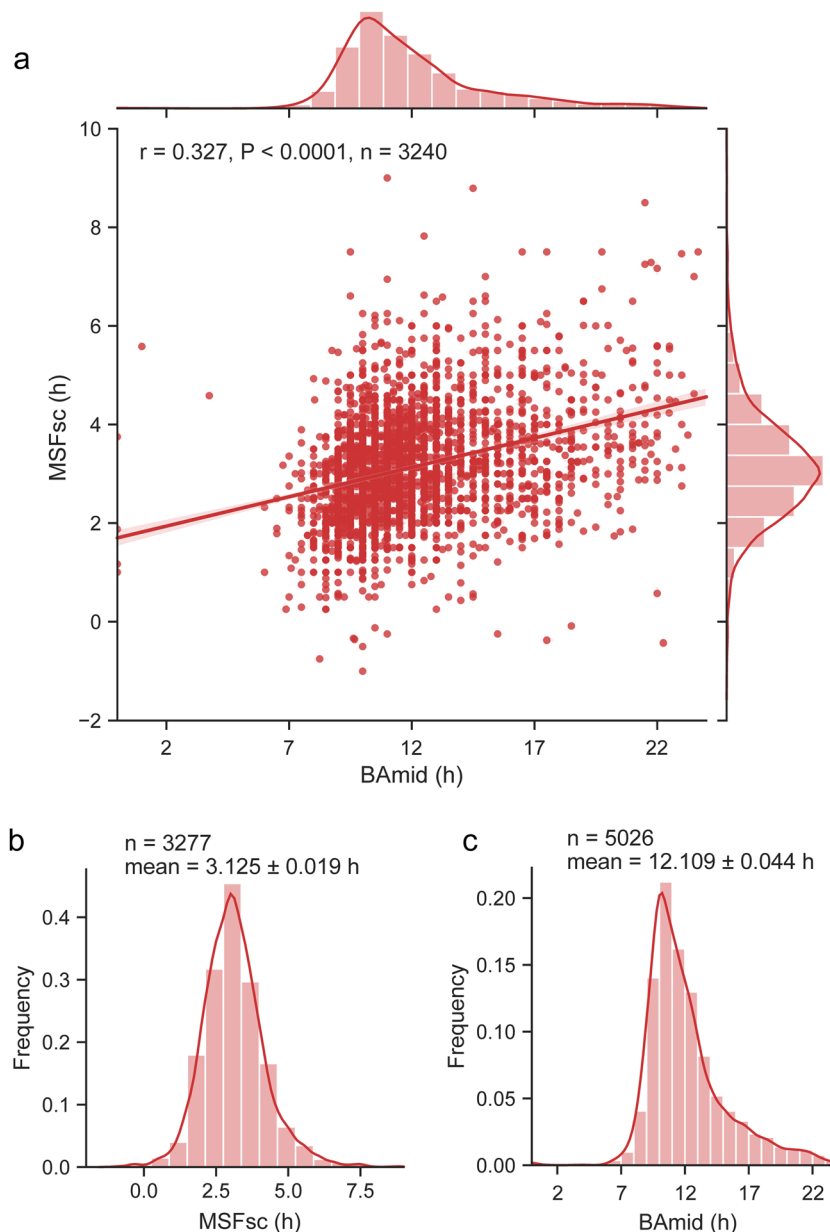 a
r = 0.327, P < 0.0001, n = 3240
10
8
6
4
2
0
−2
MSFsc (h)
2 7 12 17 22
BAmid (h)
b
n = 3277
mean = 3.125 ± 0.019 h
0.4
0.3
0.2
0.1
0.0
Frequency
0.0 2.5 5.0 7.5
MSFsc (h)
c
n = 5026
mean = 12.109 ± 0.044 h
0.20
0.15
0.10
0.05
0.00
Frequency
2 7 12 17 22
BAmid (h)